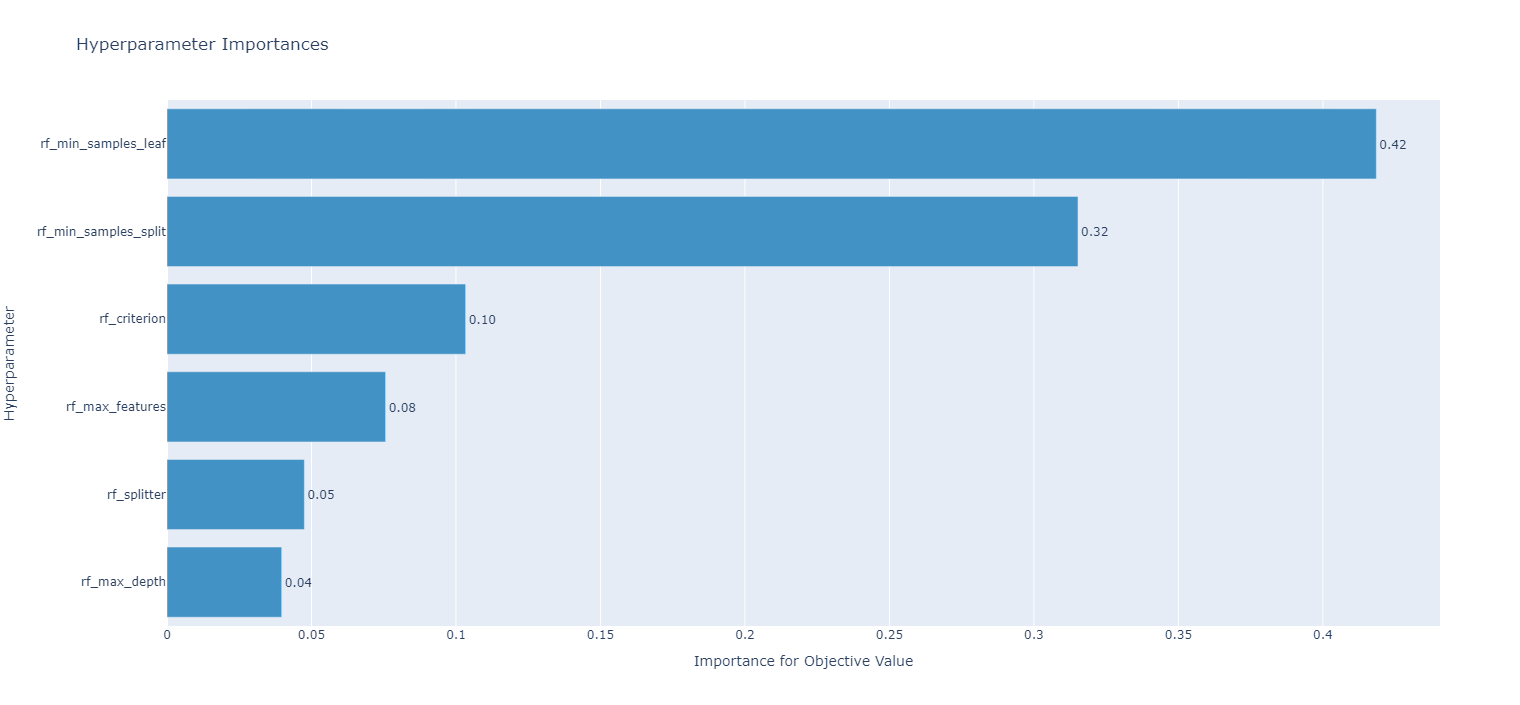 Hyperparameter Importances
rf_min_samples_leaf
0.42
rf_min_samples_split
0.32
rf_criterion
0.10
rf_max_features
0.08
rf_splitter
0.05
rf_max_depth
0.04
Hyperparameter
0 0.05 0.1 0.15 0.2 0.25 0.3 0.35 0.4
Importance for Objective Value